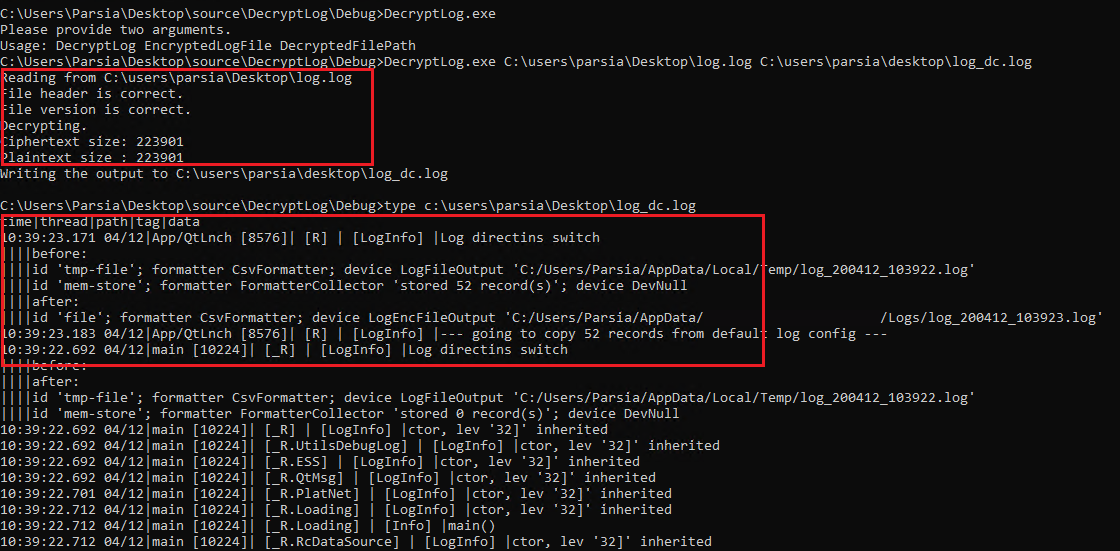 C:\Users\Parsia\Desktop\source\DecryptLog\Debug>DecryptLog.exe
Please provide two arguments.
Usage: DecryptLog EncryptedLogFile DecryptedFilePath
C:\Users\Parsia\Desktop\source\DecryptLog\Debug>DecryptLog.exe C:\users\parsia\Desktop\log.log C:\users\parsia\desktop\log_dc.log
Reading from C:\users\parsia\Desktop\log.log
File header is correct.
File version is correct.
Decrypting.
Ciphertext size: 223901
Plaintext size : 223901
Writing the output to C:\users\parsia\desktop\log_dc.log
C:\Users\Parsia\Desktop\source\DecryptLog\Debug>type c:\users\parsia\Desktop\log_dc.log
time|thread|path|tag|data
10:39:23.171 04/12|App/QtLnch [8576]| [R] | [LogInfo] |Log directins switch
||||before:
||||id 'tmp-file'; formatter CsvFormatter; device LogFileOutput 'C:/Users/Parsia/AppData/Local/Temp/log_200412_103922.log'
||||id 'mem-store'; formatter FormatterCollector 'stored 52 record(s)'; device DevNull
||||after:
||||id 'file'; formatter CsvFormatter; device LogEncFileOutput 'C:/Users/Parsia/AppData/ /Logs/log_200412_103923.log'
10:39:23.183 04/12|App/QtLnch [8576]| [R] | [LogInfo] |--- going to copy 52 records from default log config ---
10:39:22.692 04/12|main [10224]| [_R] | [LogInfo] |Log directins switch
||||before:
||||after:
||||id 'tmp-file'; formatter CsvFormatter; device LogFileOutput 'C:/Users/Parsia/AppData/Local/Temp/log_200412_103922.log'
||||id 'mem-store'; formatter FormatterCollector 'stored 0 record(s)'; device DevNull
10:39:22.692 04/12|main [10224]| [_R] | [LogInfo] |ctor, lev '32]' inherited
10:39:22.692 04/12|main [10224]| [_R.UtilsDebugLog] | [LogInfo] |ctor, lev '32]' inherited
10:39:22.692 04/12|main [10224]| [_R.ESS] | [LogInfo] |ctor, lev '32]' inherited
10:39:22.692 04/12|main [10224]| [_R.QtMsg] | [LogInfo] |ctor, lev '32]' inherited
10:39:22.701 04/12|main [10224]| [_R.PlatNet] | [LogInfo] |ctor, lev '32]' inherited
10:39:22.712 04/12|main [10224]| [_R.Loading] | [LogInfo] |ctor, lev '32]' inherited
10:39:22.712 04/12|main [10224]| [_R.Loading] | [Info] |main()
10:39:22.712 04/12|main [10224]| [_R.RcDataSource] | [LogInfo] |ctor, lev '32]' inherited